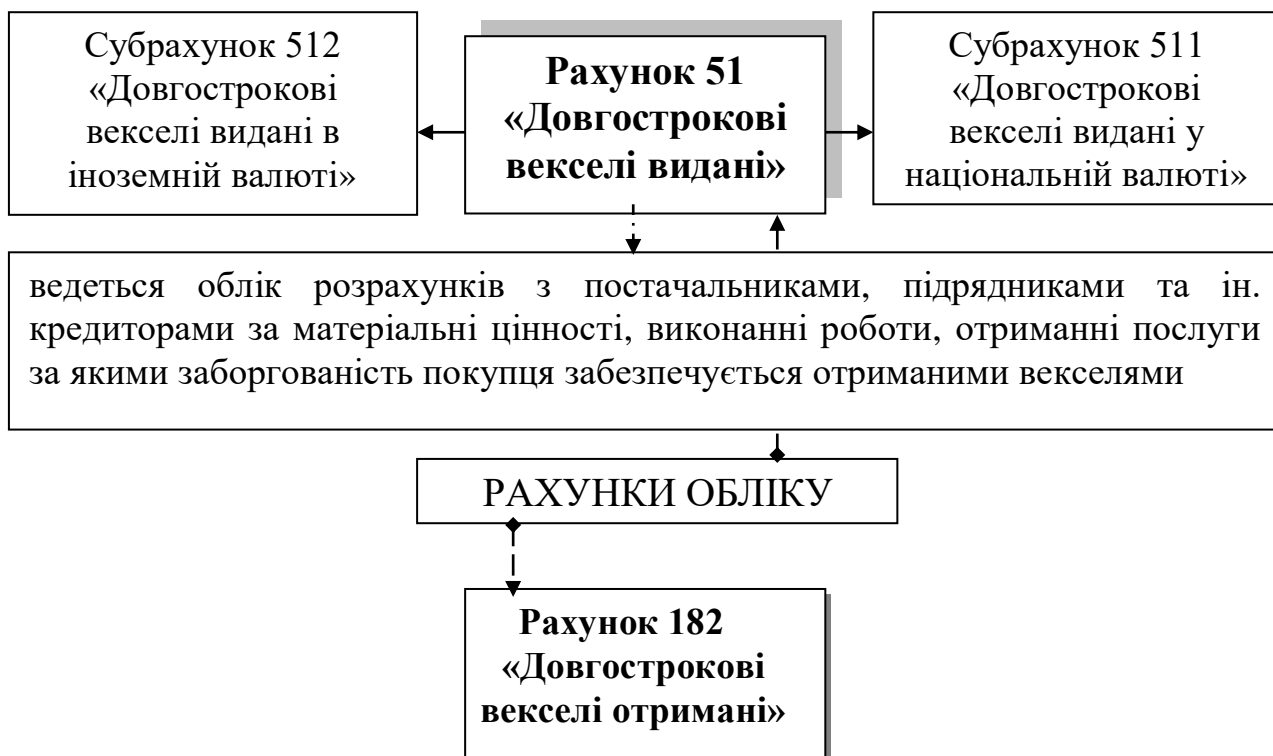 Субрахунок 512
«Довгострокові
векселі видані в
іноземній валюті»
Рахунок 51
«Довгострокові
векселі видані»
Субрахунок 511
«Довгострокові
векселі видані у
національній валюті»
ведеться облік розрахунків з постачальниками, підрядниками та ін.
кредиторами за матеріальні цінності, виконанні роботи, отриманні послуги
за якими заборгованість покупця забезпечується отриманими векселями
РАХУНКИ ОБЛІКУ
Рахунок 182
«Довгострокові
векселі отримані»